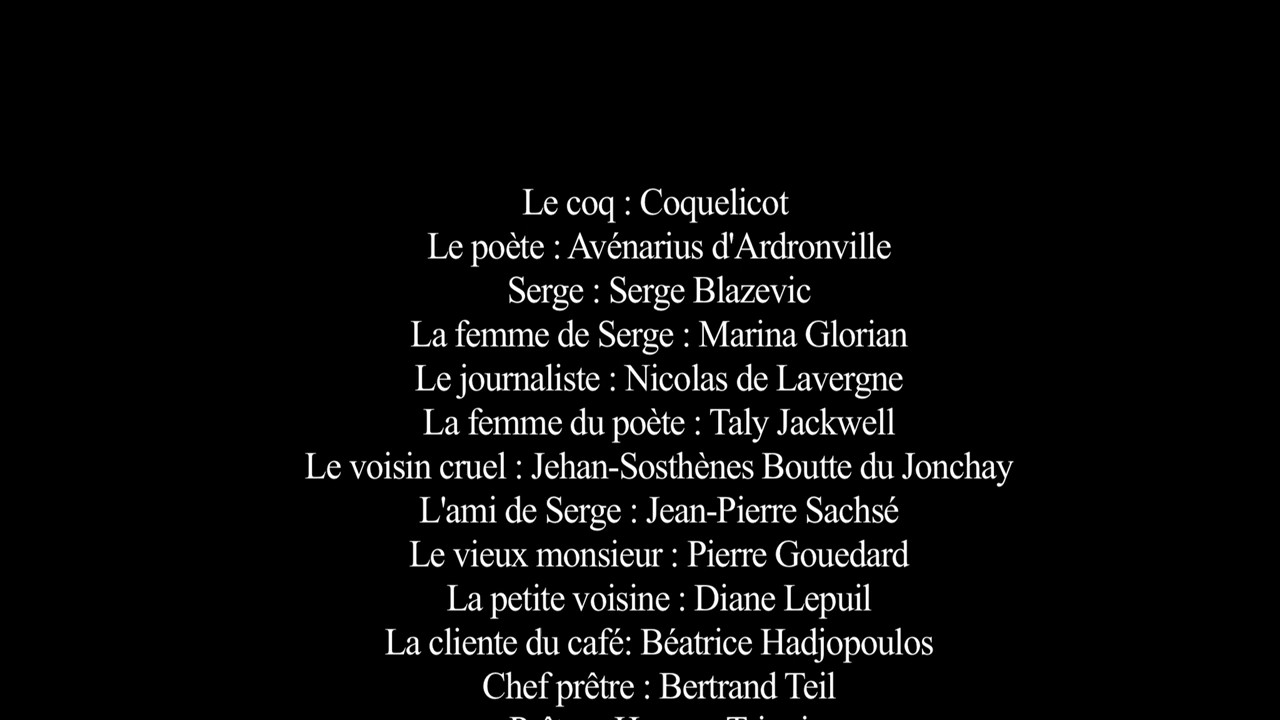 Le coq : Coquelicot
Le poète : Avénarius d'Ardronville
Serge : Serge Blazevic
La femme de Serge : Marina Glorian
Le journaliste : Nicolas de Lavergne
La femme du poète : Taly Jackwell
Le voisin cruel : Jehan-Sosthènes Boutte du Jonchay
L'ami de Serge : Jean-Pierre Sachsé
Le vieux monsieur : Pierre Gouedard
La petite voisine : Diane Lepuil
La cliente du café: Béatrice Hadjopoulos
Chef prêtre : Bertrand Teil